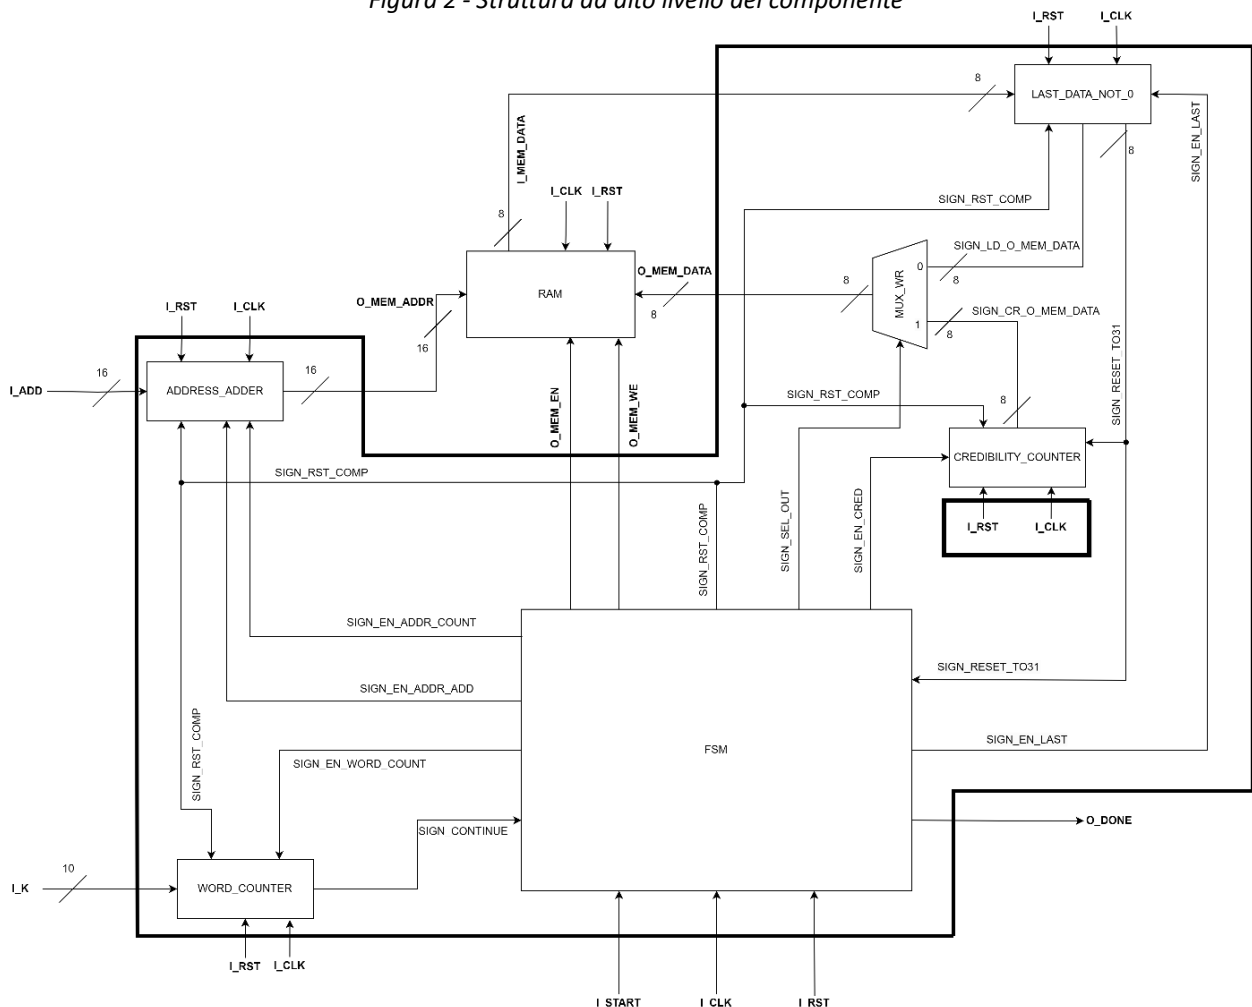 Figura 2 - Struttura ad alto livello del componente
I_RST
I_CLK
8
LAST_DATA_NOT_0
I_MEM_DATA
8
SIGN_EN_LAST
I_CLK
I_RST
8
SIGN_RST_COMP
SIGN_LD_O_MEM_DATA
O_MEM_DATA
8
0
8
RAM
MUX_WR
I_RST
I_CLK
O_MEM_ADDR
8
1
SIGN_CR_O_MEM_DATA
8
16
SIGN_RESET_TO31
16
16
I_ADD
ADDRESS_ADDER
SIGN_RST_COMP
8
O_MEM_EN
O_MEM_WE
CREDIBILITY_COUNTER
SIGN_RST_COMP
I_RST
I_CLK
SIGN_RST_COMP
SIGN_SEL_OUT
SIGN_EN_CRED
SIGN_EN_ADDR_COUNT
SIGN_RESET_TO31
SIGN_EN_ADDR_ADD
SIGN_RST_COMP
FSM
SIGN_EN_LAST
SIGN_EN_WORD_COUNT
SIGN_CONTINUE
O_DONE
10
I_K
WORD_COUNTER
I_RST
I_CLK
I_START
I_CLK
I_RST